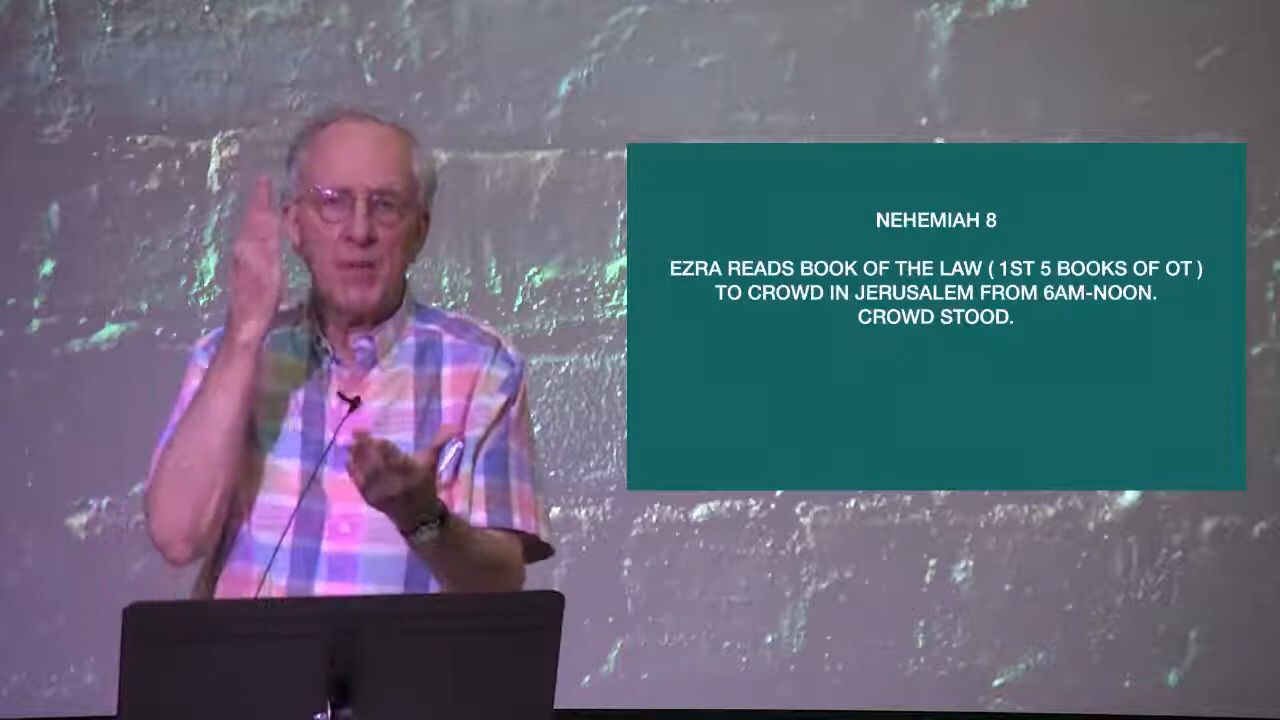 NEHEMIAH 8
EZRA READS BOOK OF THE LAW ( 1ST 5 BOOKS OF OT )
TO CROWD IN JERUSALEM FROM 6AM-NOON.
CROWD STOOD.